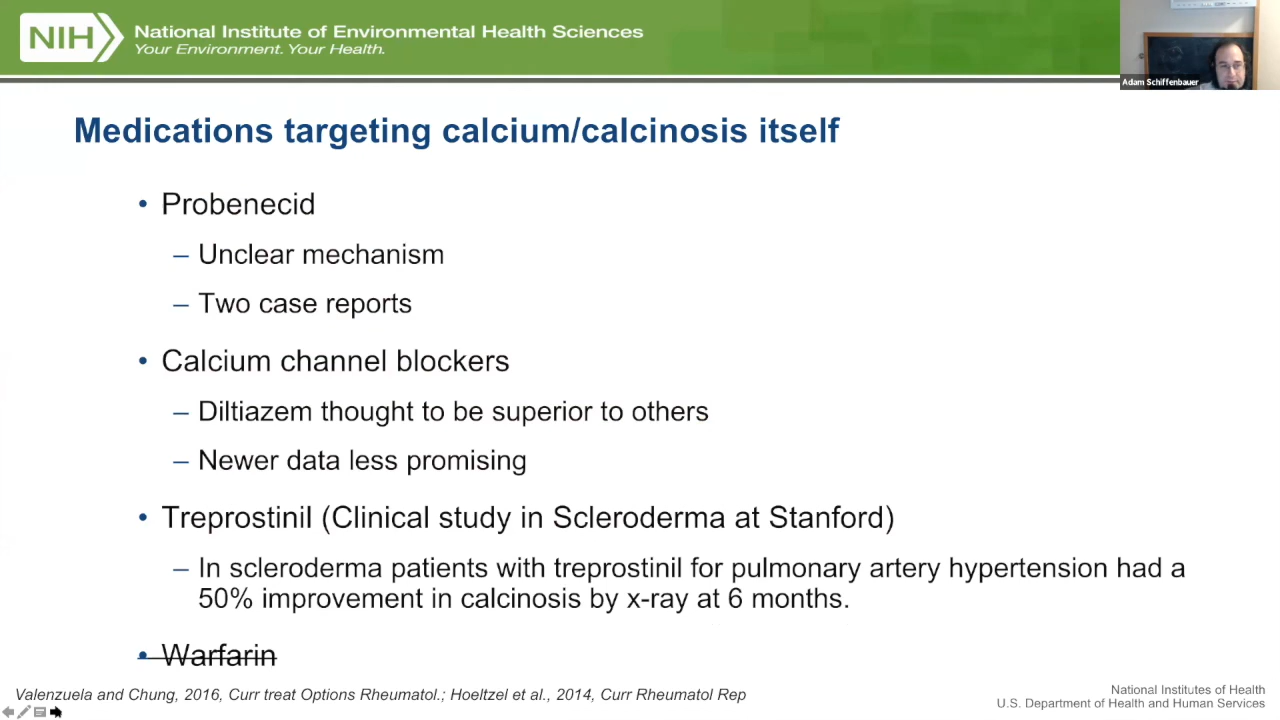 NIH
National Institute of Environmental Health Sciences
Your Environment. Your Health.
Adam Schiffenbauer
Medications targeting calcium/calcinosis itself
• Probenecid
– Unclear mechanism
– Two case reports
• Calcium channel blockers
– Diltiazem thought to be superior to others
– Newer data less promising
• Treprostinil (Clinical study in Scleroderma at Stanford)
– In scleroderma patients with treprostinil for pulmonary artery hypertension had a
50% improvement in calcinosis by x-ray at 6 months.
• Warfarin
Valenzuela and Chung, 2016, Curr treat Options Rheumatol.; Hoeltzel et al., 2014, Curr Rheumatol Rep
National Institutes of Health
U.S. Department of Health and Human Services